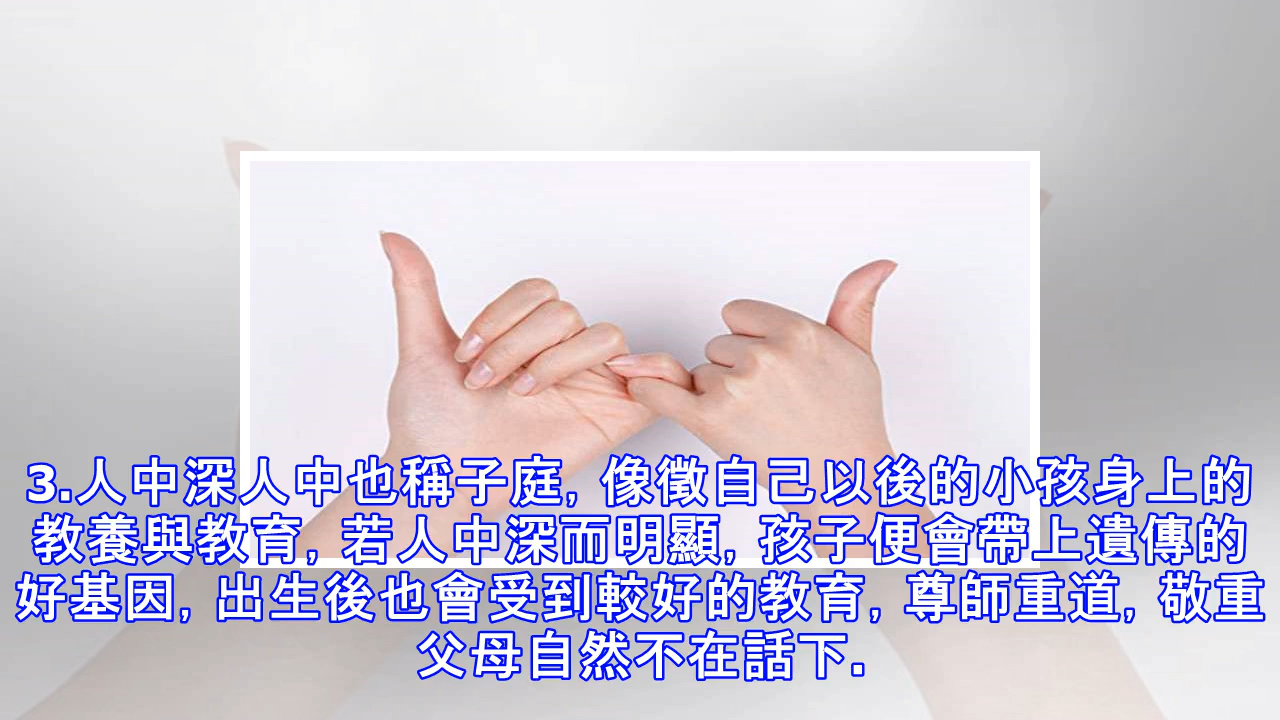 3.人中深人中也稱子庭, 像徵自己以後的小孩身上的
教養與教育, 若人中深而明顯, 孩子便會帶上遺傳的
好基因, 出生後也會受到較好的教育, 尊師重道, 敬重
父母自然不在話下.